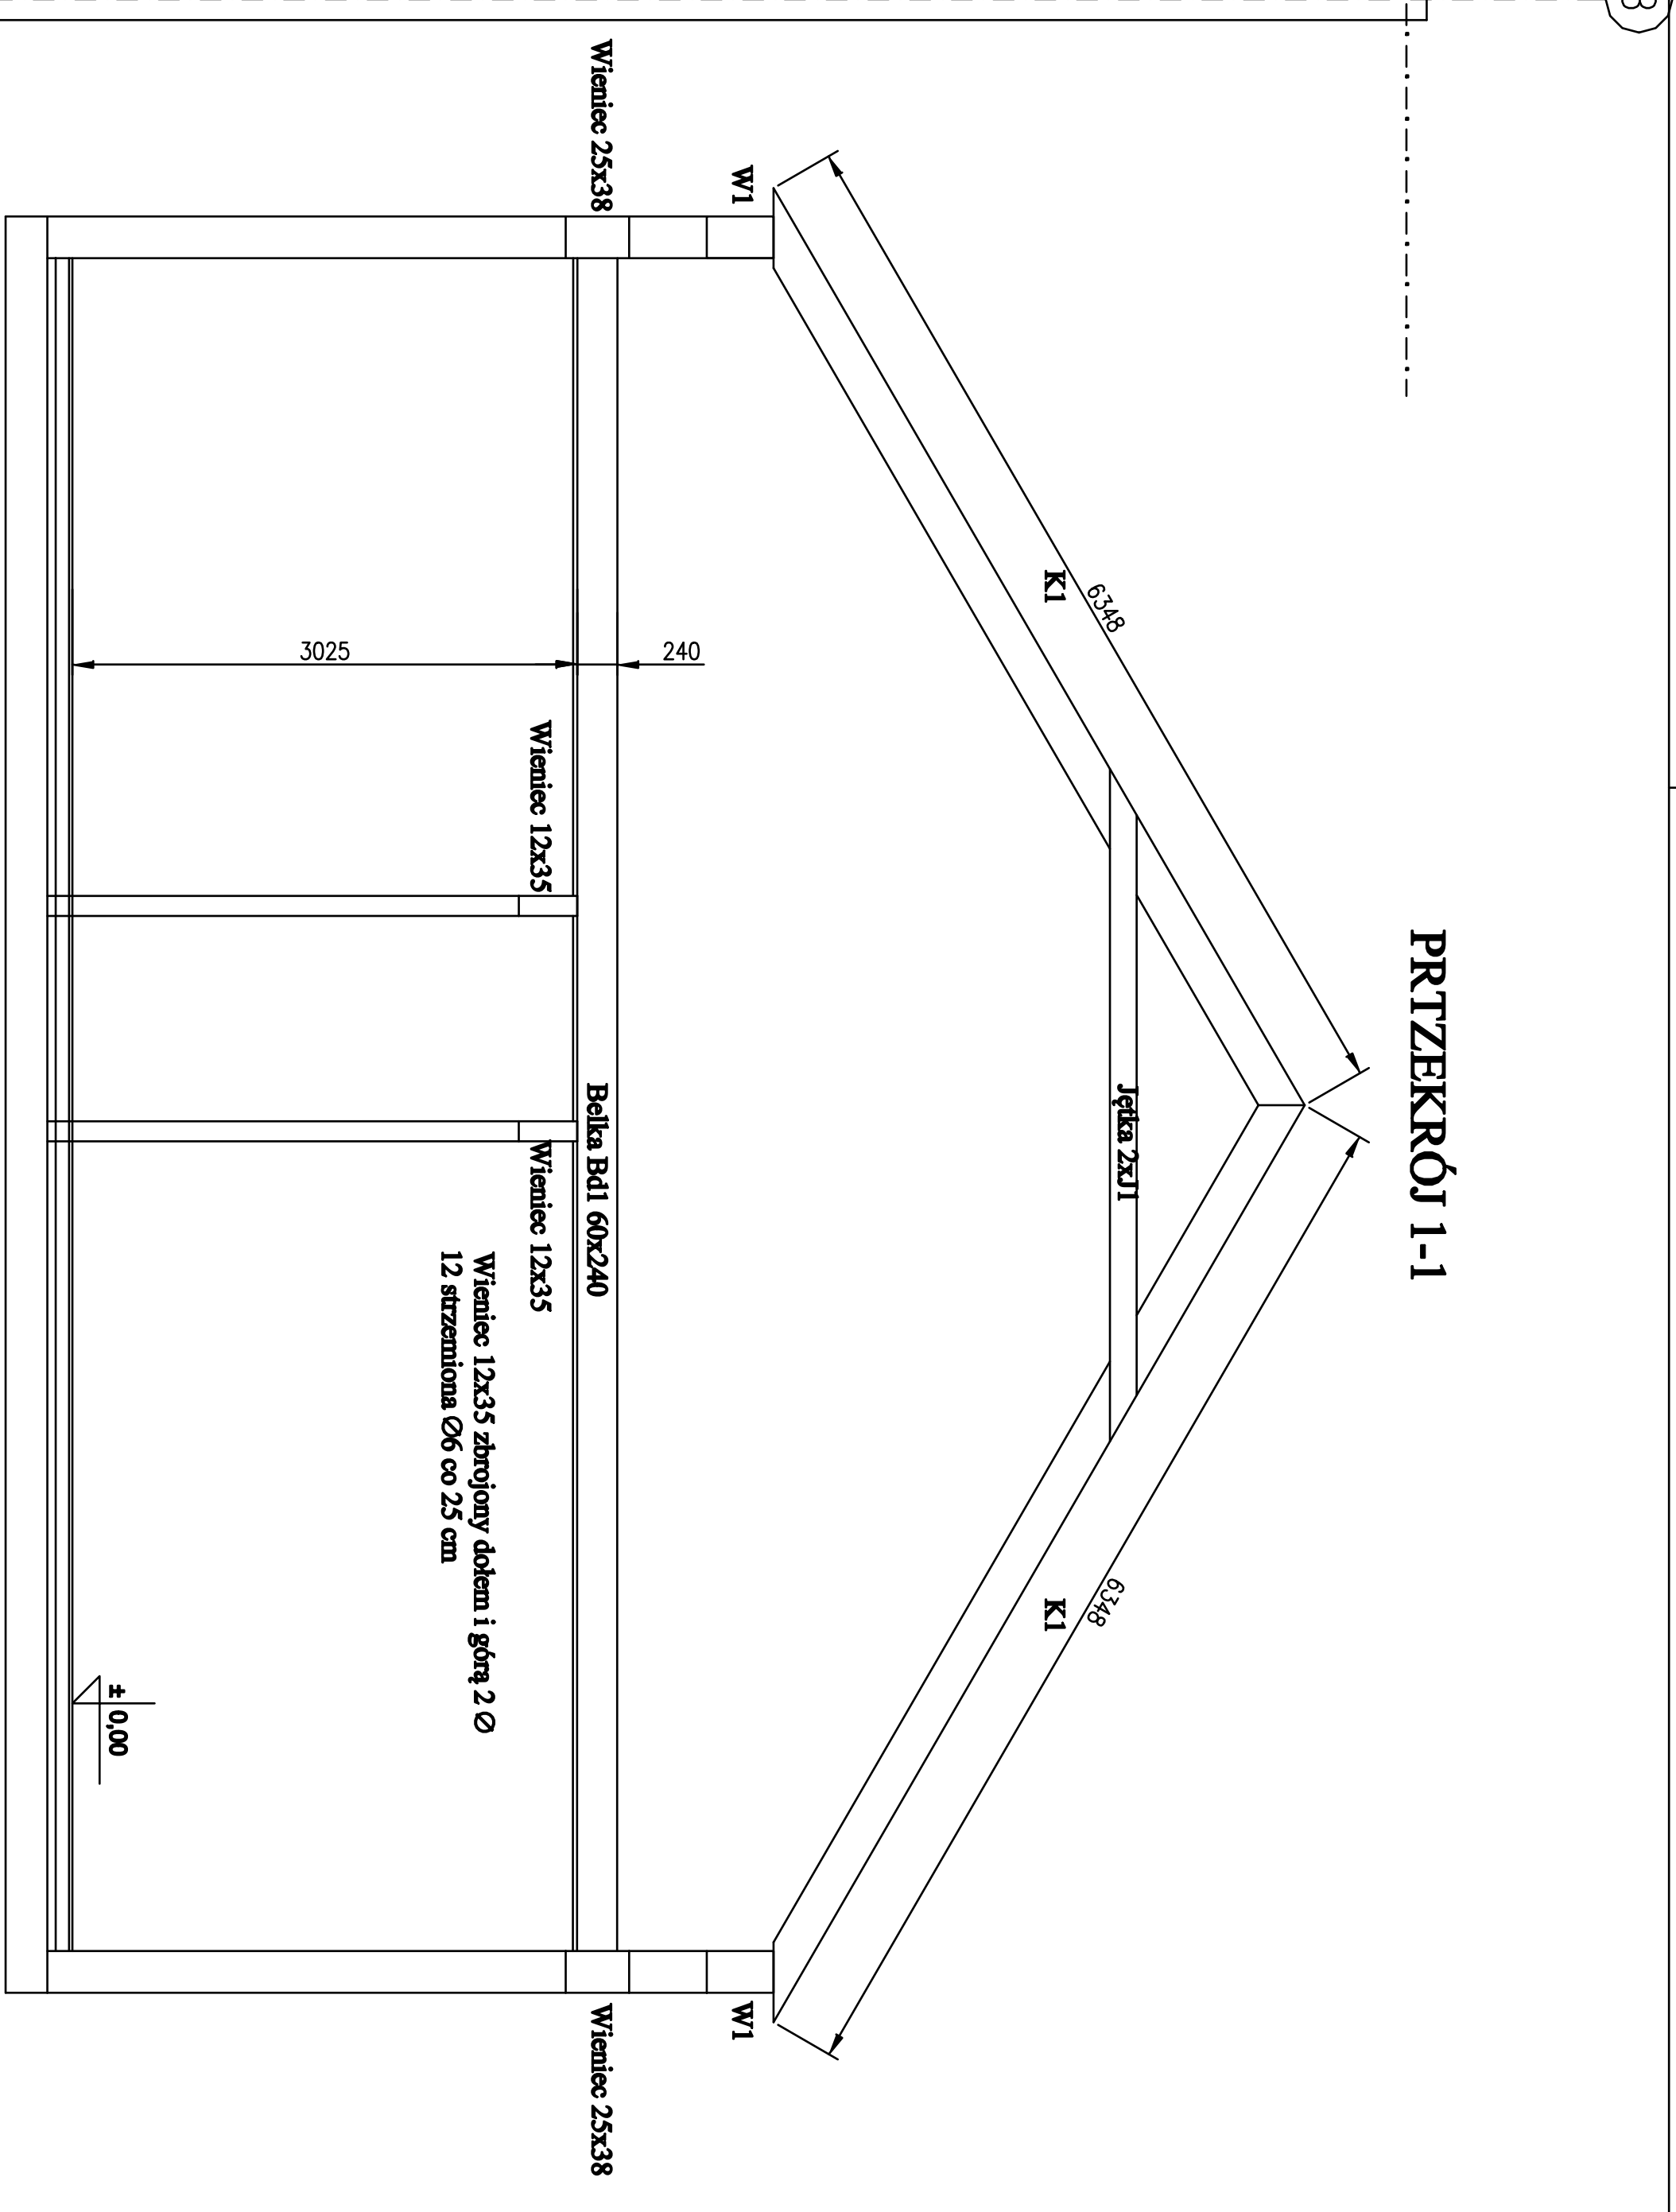 PRTZEKRÓJ 1-1
6348
6348
K1
K1
Jętka 2xJ1
W1
W1
240
Wieniec 25x38
Belka Bd1 60x240
Wieniec 25x38
Wieniec 12x35
Wieniec 12x35
3025
Wieniec 12x35 zbrojony dołem i górą 2 Ø
12 strzemiona Ø6 co 25 cm
± 0,00